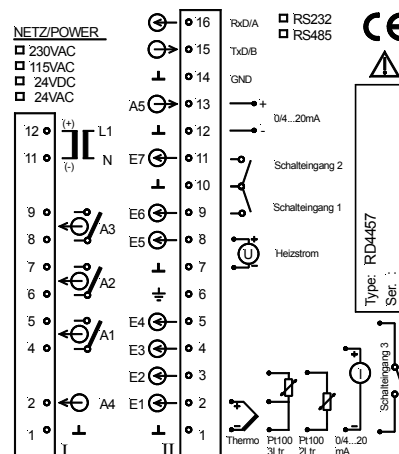 NETZ/POWER
230VAC
115VAC
24VDC
24VAC
12 (+) L1
11 (-) N
9
8 A3
7
6 A2
5
4 A1
2 A4
1
I
16 RxD/A
15 TxD/B
14 GND
A5 13 + 0/4...20mA
12 -
E7 11 Schalteingang 2
10
E6 9 Schalteingang 1
E5 8 + U Heizstrom
7 -
6
E4 5
E3 4
E2 3
E1 2
1
II
RS232
RS485
CE
Type: RD4457
Ser. :
+ - Thermo
Pt100 3Ltr.
Pt100 2Ltr.
+ I - 0/4...20 mA
Schalteingang 3